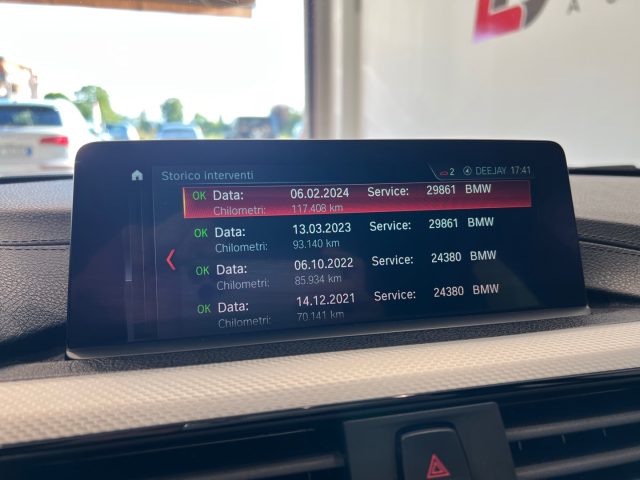 Storico interventi 2 DEEJAY 17:41
OK Data: 06.02.2024 Service: 29861 BMW
Chilometri: 117.408 km
OK Data: 13.03.2023 Service: 29861 BMW
Chilometri: 93.140 km
OK Data: 06.10.2022 Service: 24380 BMW
Chilometri: 85.934 km
OK Data: 14.12.2021 Service: 24380 BMW
Chilometri: 70.141 km